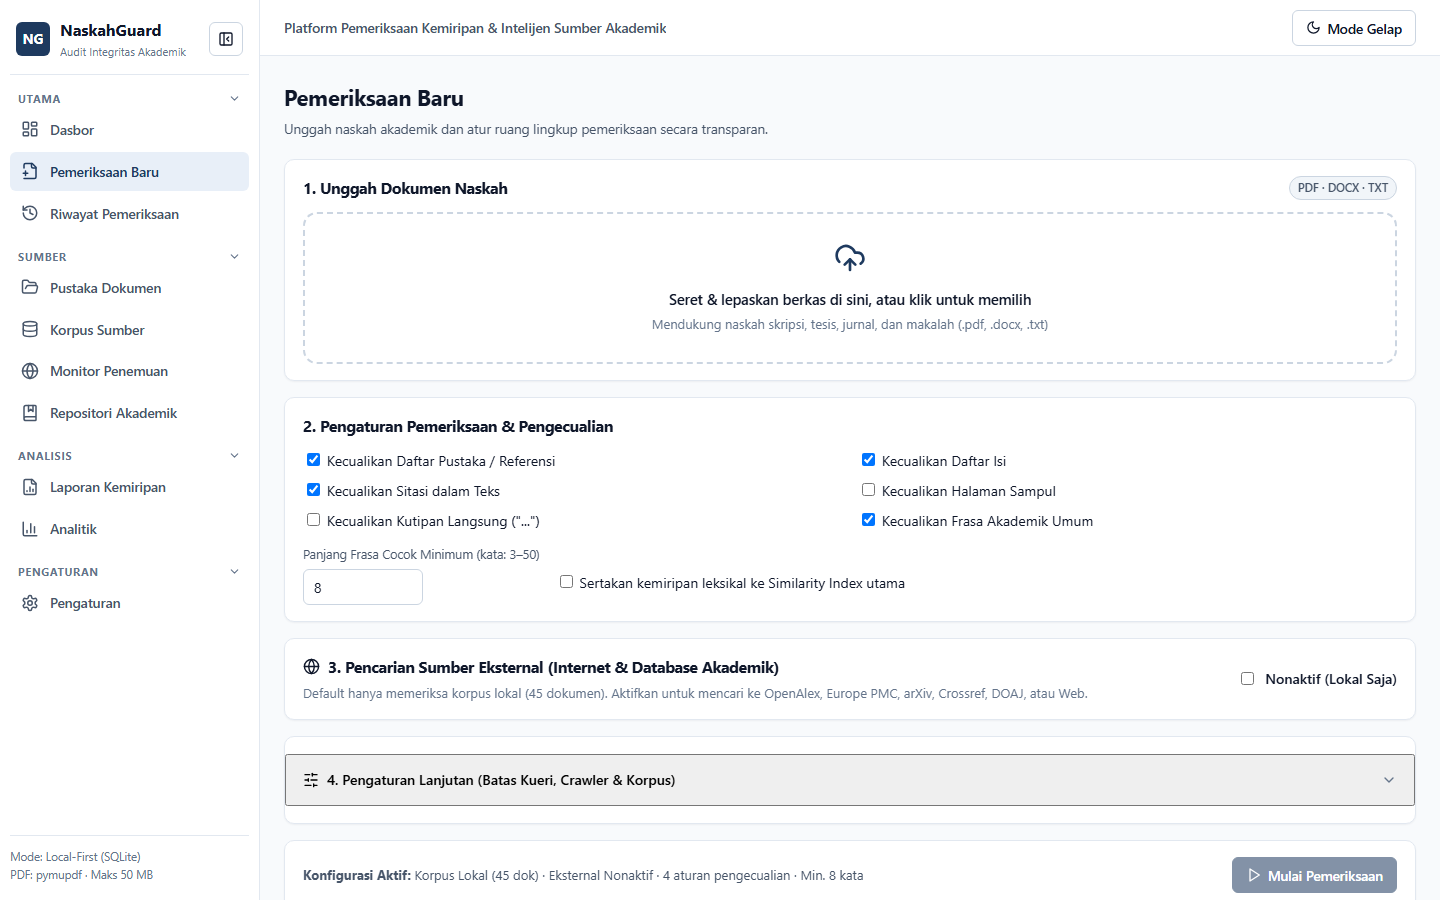 NG
NaskahGuard
Audit Integritas Akademik
UTAMA
Dasbor
Pemeriksaan Baru
Riwayat Pemeriksaan
SUMBER
Pustaka Dokumen
Korpus Sumber
Monitor Penemuan
Repositori Akademik
ANALISIS
Laporan Kemiripan
Analitik
PENGATURAN
Pengaturan
Mode: Local-First (SQLite)
PDF: pymupdf · Maks 50 MB
Platform Pemeriksaan Kemiripan & Intelijen Sumber Akademik
Mode Gelap
Pemeriksaan Baru
Unggah naskah akademik dan atur ruang lingkup pemeriksaan secara transparan.
1. Unggah Dokumen Naskah
PDF · DOCX · TXT
Seret & lepaskan berkas di sini, atau klik untuk memilih
Mendukung naskah skripsi, tesis, jurnal, dan makalah (.pdf, .docx, .txt)
2. Pengaturan Pemeriksaan & Pengecualian
Kecualikan Daftar Pustaka / Referensi
Kecualikan Daftar Isi
Kecualikan Sitasi dalam Teks
Kecualikan Halaman Sampul
Kecualikan Kutipan Langsung ("...")
Kecualikan Frasa Akademik Umum
Panjang Frasa Cocok Minimum (kata: 3–50)
8
Sertakan kemiripan leksikal ke Similarity Index utama
3. Pencarian Sumber Eksternal (Internet & Database Akademik)
Default hanya memeriksa korpus lokal (45 dokumen). Aktifkan untuk mencari ke OpenAlex, Europe PMC, arXiv, Crossref, DOAJ, atau Web.
Nonaktif (Lokal Saja)
4. Pengaturan Lanjutan (Batas Kueri, Crawler & Korpus)
Konfigurasi Aktif: Korpus Lokal (45 dok) · Eksternal Nonaktif · 4 aturan pengecualian · Min. 8 kata
Mulai Pemeriksaan